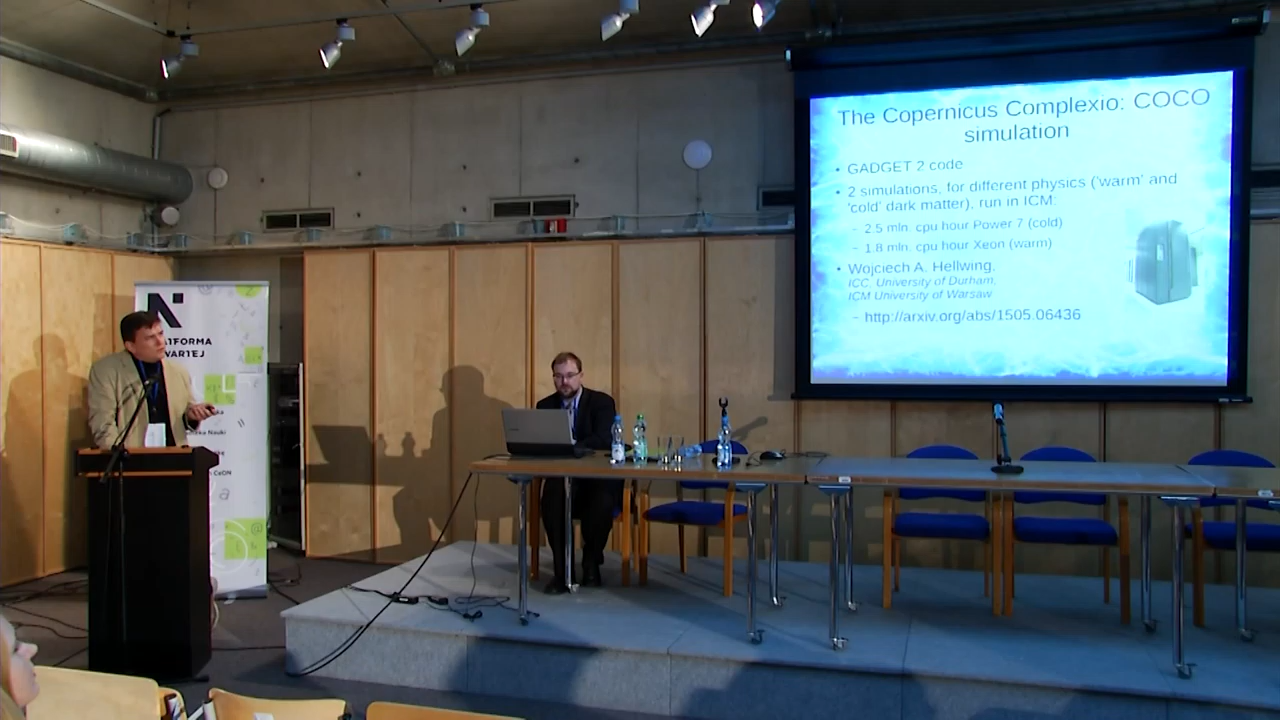 The Copernicus Complexio: COCO
simulation
• GADGET 2 code
• 2 simulations, for different physics ('warm' and
'cold' dark matter), run in ICM:
– 2.5 mln. cpu hour Power 7 (cold)
– 1.8 mln. cpu hour Xeon (warm)
• Wojciech A. Hellwing,
ICC, University of Durham,
ICM University of Warsaw
– http://arxiv.org/abs/1505.06436
Nauki
CeON